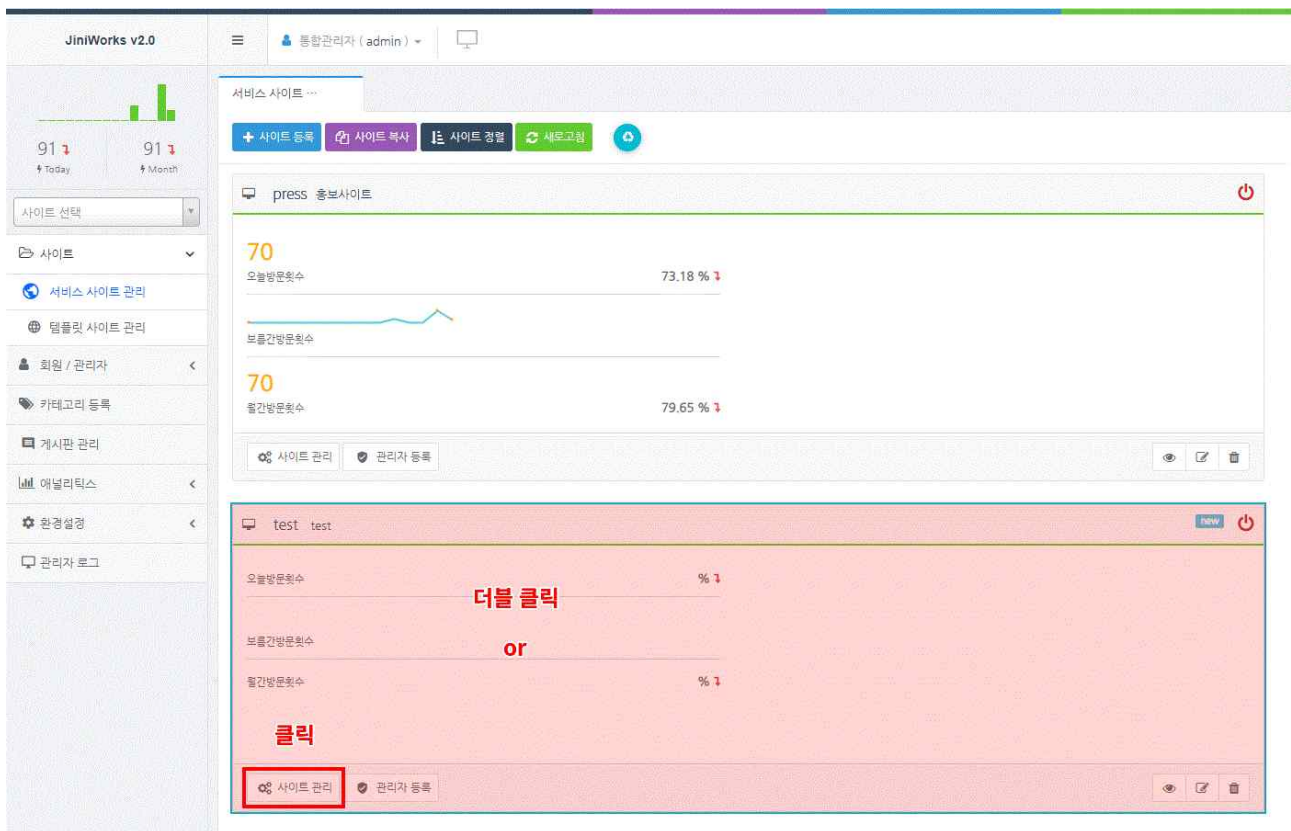 JiniWorks v2.0
통합관리자 ( admin )
91
Today
91
Month
사이트 선택
사이트
서비스 사이트 관리
템플릿 사이트 관리
회원 / 관리자
카테고리 등록
게시판 관리
애널리틱스
환경설정
관리자 로그
서비스 사이트 ···
사이트 등록
사이트 복사
사이트 정렬
새로고침
press 홍보사이트
70
오늘방문횟수
73.18 %
보름간방문횟수
70
월간방문횟수
79.65 %
사이트 관리
관리자 등록
test test
new
오늘방문횟수
%
더블 클릭
보름간방문횟수
or
월간방문횟수
%
클릭
사이트 관리
관리자 등록